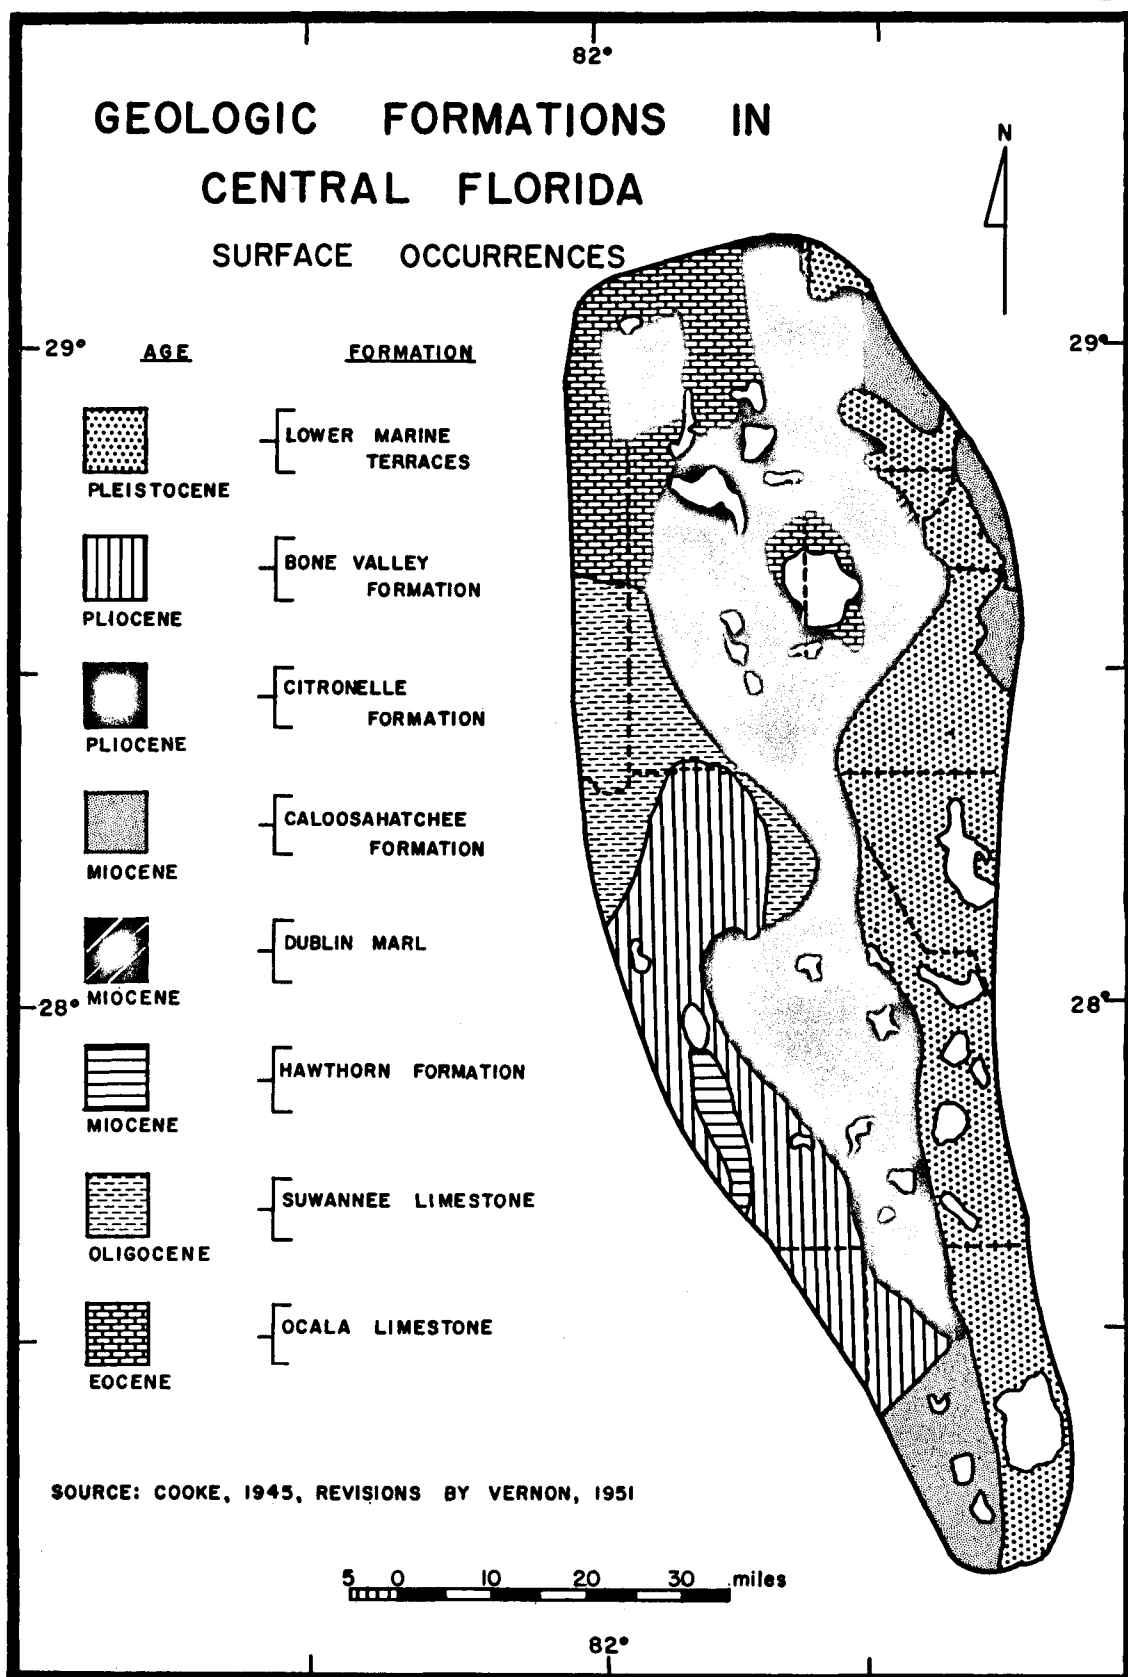 82°
GEOLOGIC FORMATIONS IN
CENTRAL FLORIDA
SURFACE OCCURRENCES
N
29°
29°
AGE FORMATION
LOWER MARINE
TERRACES
PLEISTOCENE
BONE VALLEY
FORMATION
PLIOCENE
CITRONELLE
FORMATION
PLIOCENE
CALOOSAHATCHEE
FORMATION
MIOCENE
DUBLIN MARL
MIOCENE
28°
28°
HAWTHORN FORMATION
MIOCENE
SUWANNEE LIMESTONE
OLIGOCENE
OCALA LIMESTONE
EOCENE
SOURCE: COOKE, 1945, REVISIONS BY VERNON, 1951
5 0 10 20 30 miles
82°